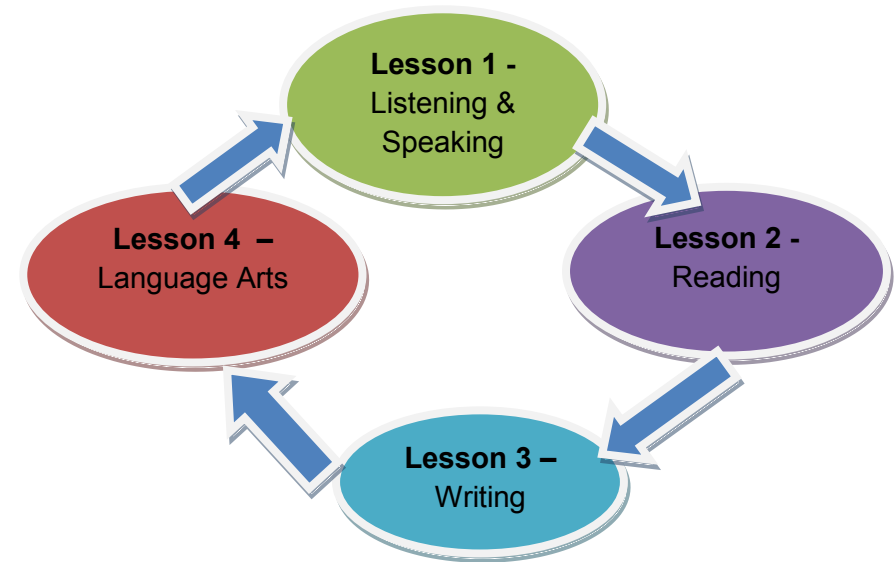 Lesson 1 -
Listening &
Speaking
Lesson 2 -
Reading
Lesson 3 –
Writing
Lesson 4 –
Language Arts